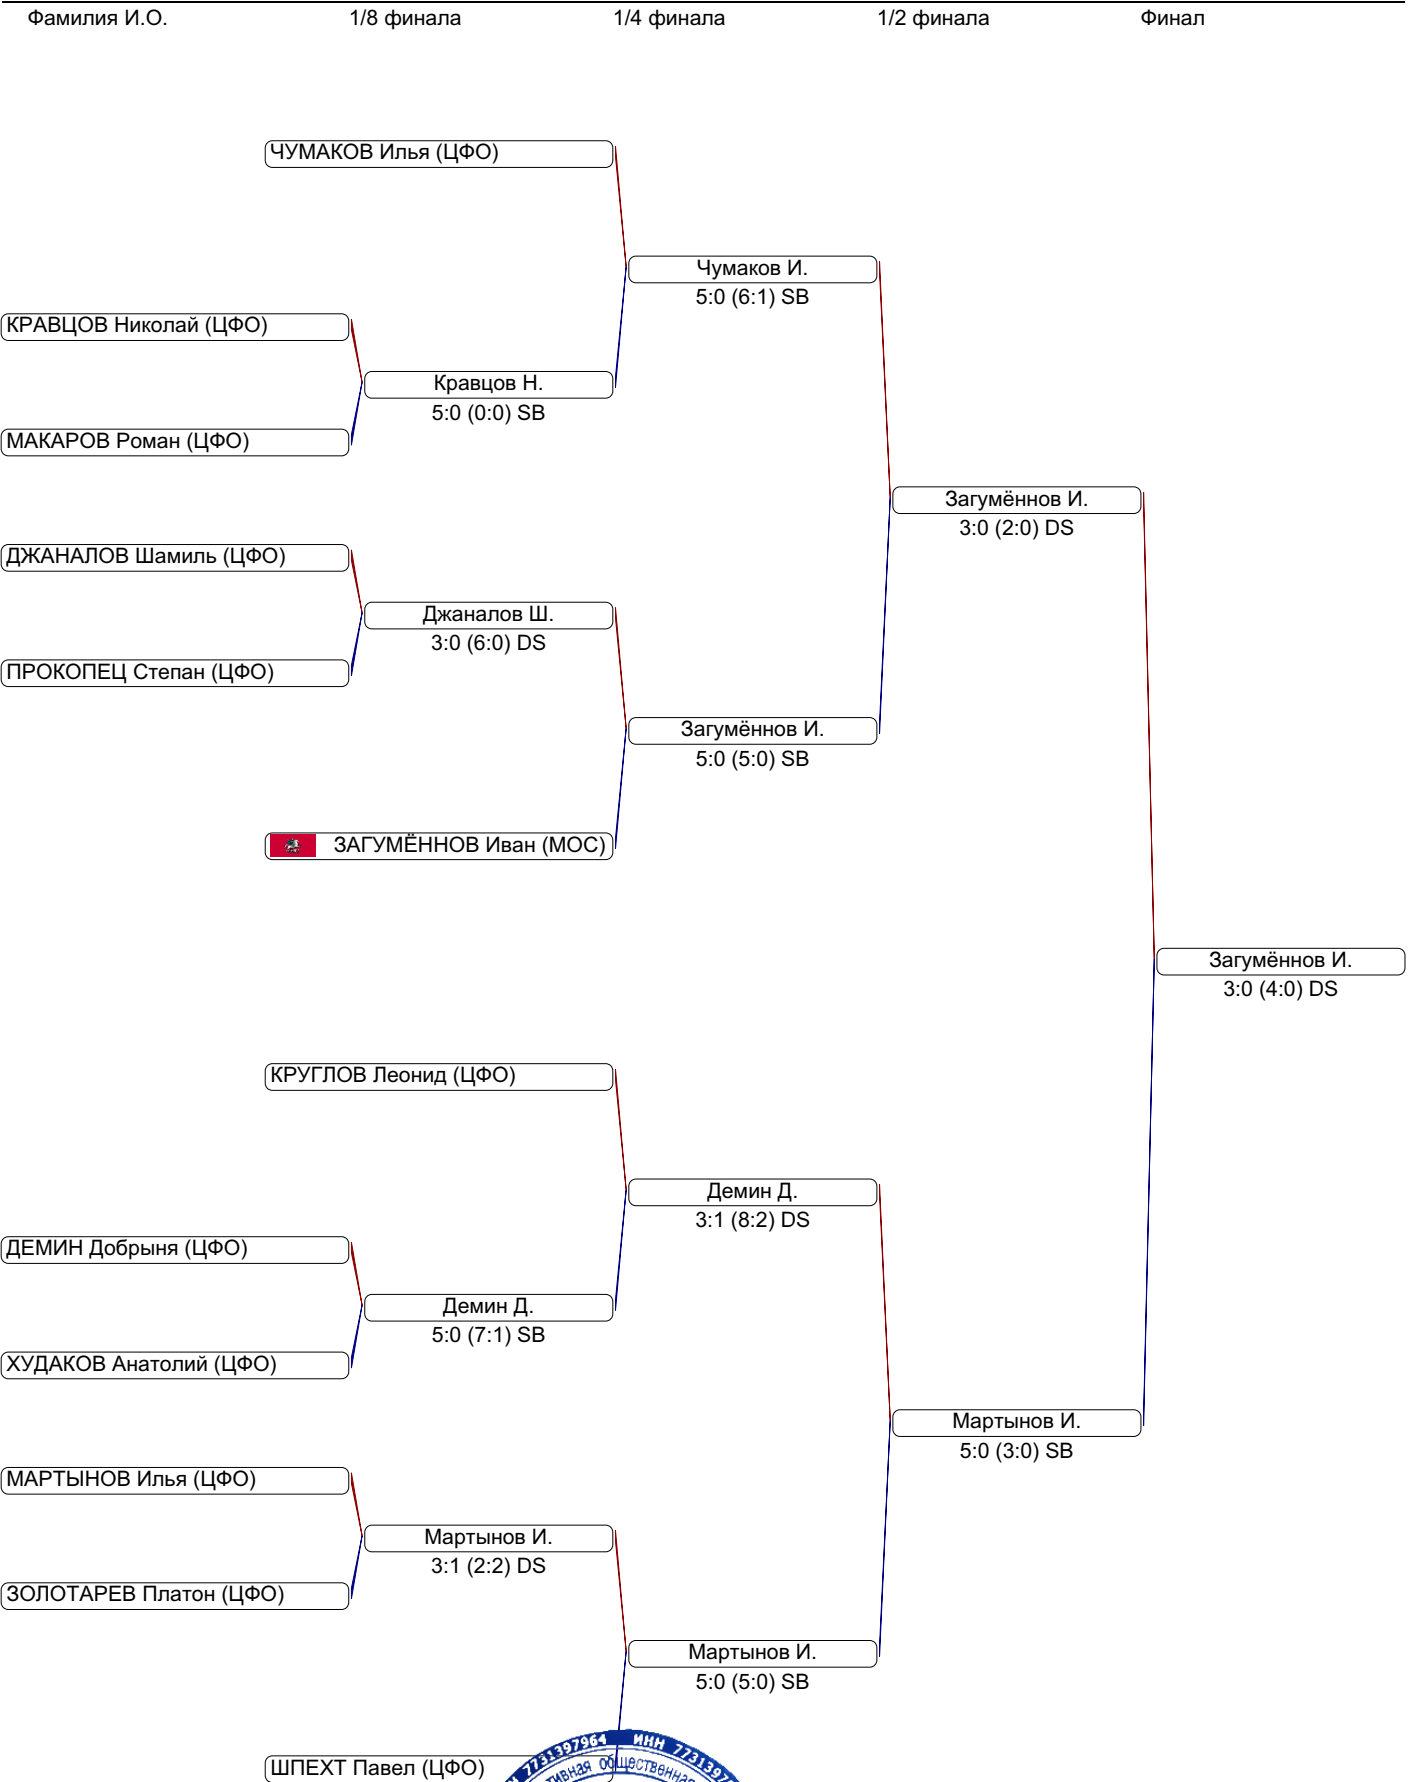 Фамилия И.О. 1/8 финала 1/4 финала 1/2 финала Финал
ЧУМАКОВ Илья (ЦФО)
Чумаков И.
5:0 (6:1) SB
КРАВЦОВ Николай (ЦФО)
Кравцов Н.
5:0 (0:0) SB
МАКАРОВ Роман (ЦФО)
Загумённов И.
3:0 (2:0) DS
ДЖАНАЛОВ Шамиль (ЦФО)
Джаналов Ш.
3:0 (6:0) DS
ПРОКОПЕЦ Степан (ЦФО)
Загумённов И.
5:0 (5:0) SB
ЗАГУМЁННОВ Иван (МОС)
Загумённов И.
3:0 (4:0) DS
КРУГЛОВ Леонид (ЦФО)
Демин Д.
3:1 (8:2) DS
ДЕМИН Добрыня (ЦФО)
Демин Д.
5:0 (7:1) SB
ХУДАКОВ Анатолий (ЦФО)
Мартынов И.
5:0 (3:0) SB
МАРТЫНОВ Илья (ЦФО)
Мартынов И.
3:1 (2:2) DS
ЗОЛОТАРЕВ Платон (ЦФО)
Мартынов И.
5:0 (5:0) SB
ШПЕХТ Павел (ЦФО)
7731397964 ИНН
общественная